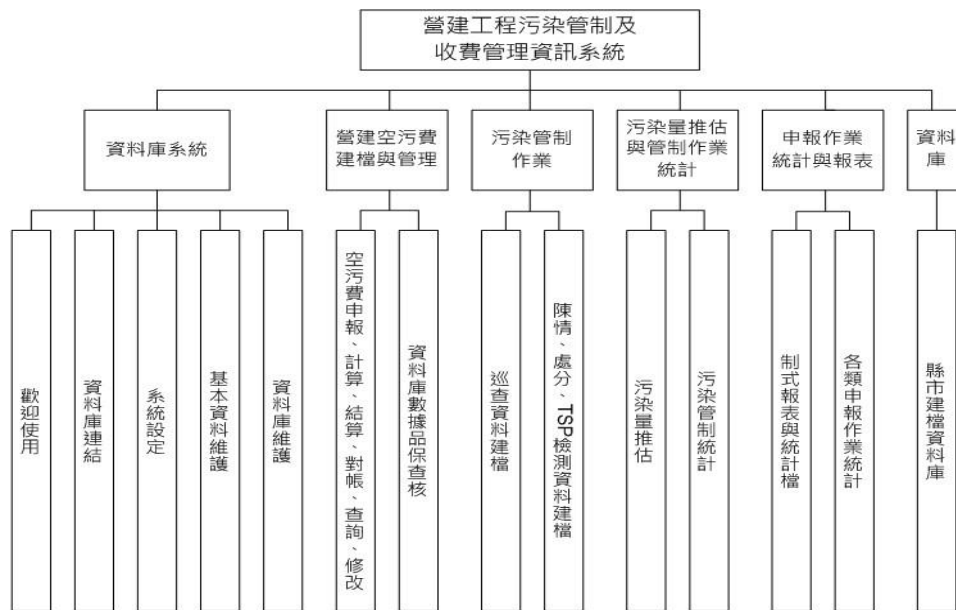 營建工程污染管制及
收費管理資訊系統
資料庫系統
營建空污費
建檔與管理
污染管制
作業
污染量推估
與管制作業
統計
申報作業
統計與報表
資料
庫
歡迎使用
資料庫連結
系統設定
基本資料維護
資料庫維護
空污費申報、計算、結算、對帳、查詢、修改
資料庫數據品保查核
巡查資料建檔
陳情、處分、TSP檢測資料建檔
污染量推估
污染管制統計
制式報表與統計檔
各類申報作業統計
縣市建檔資料庫